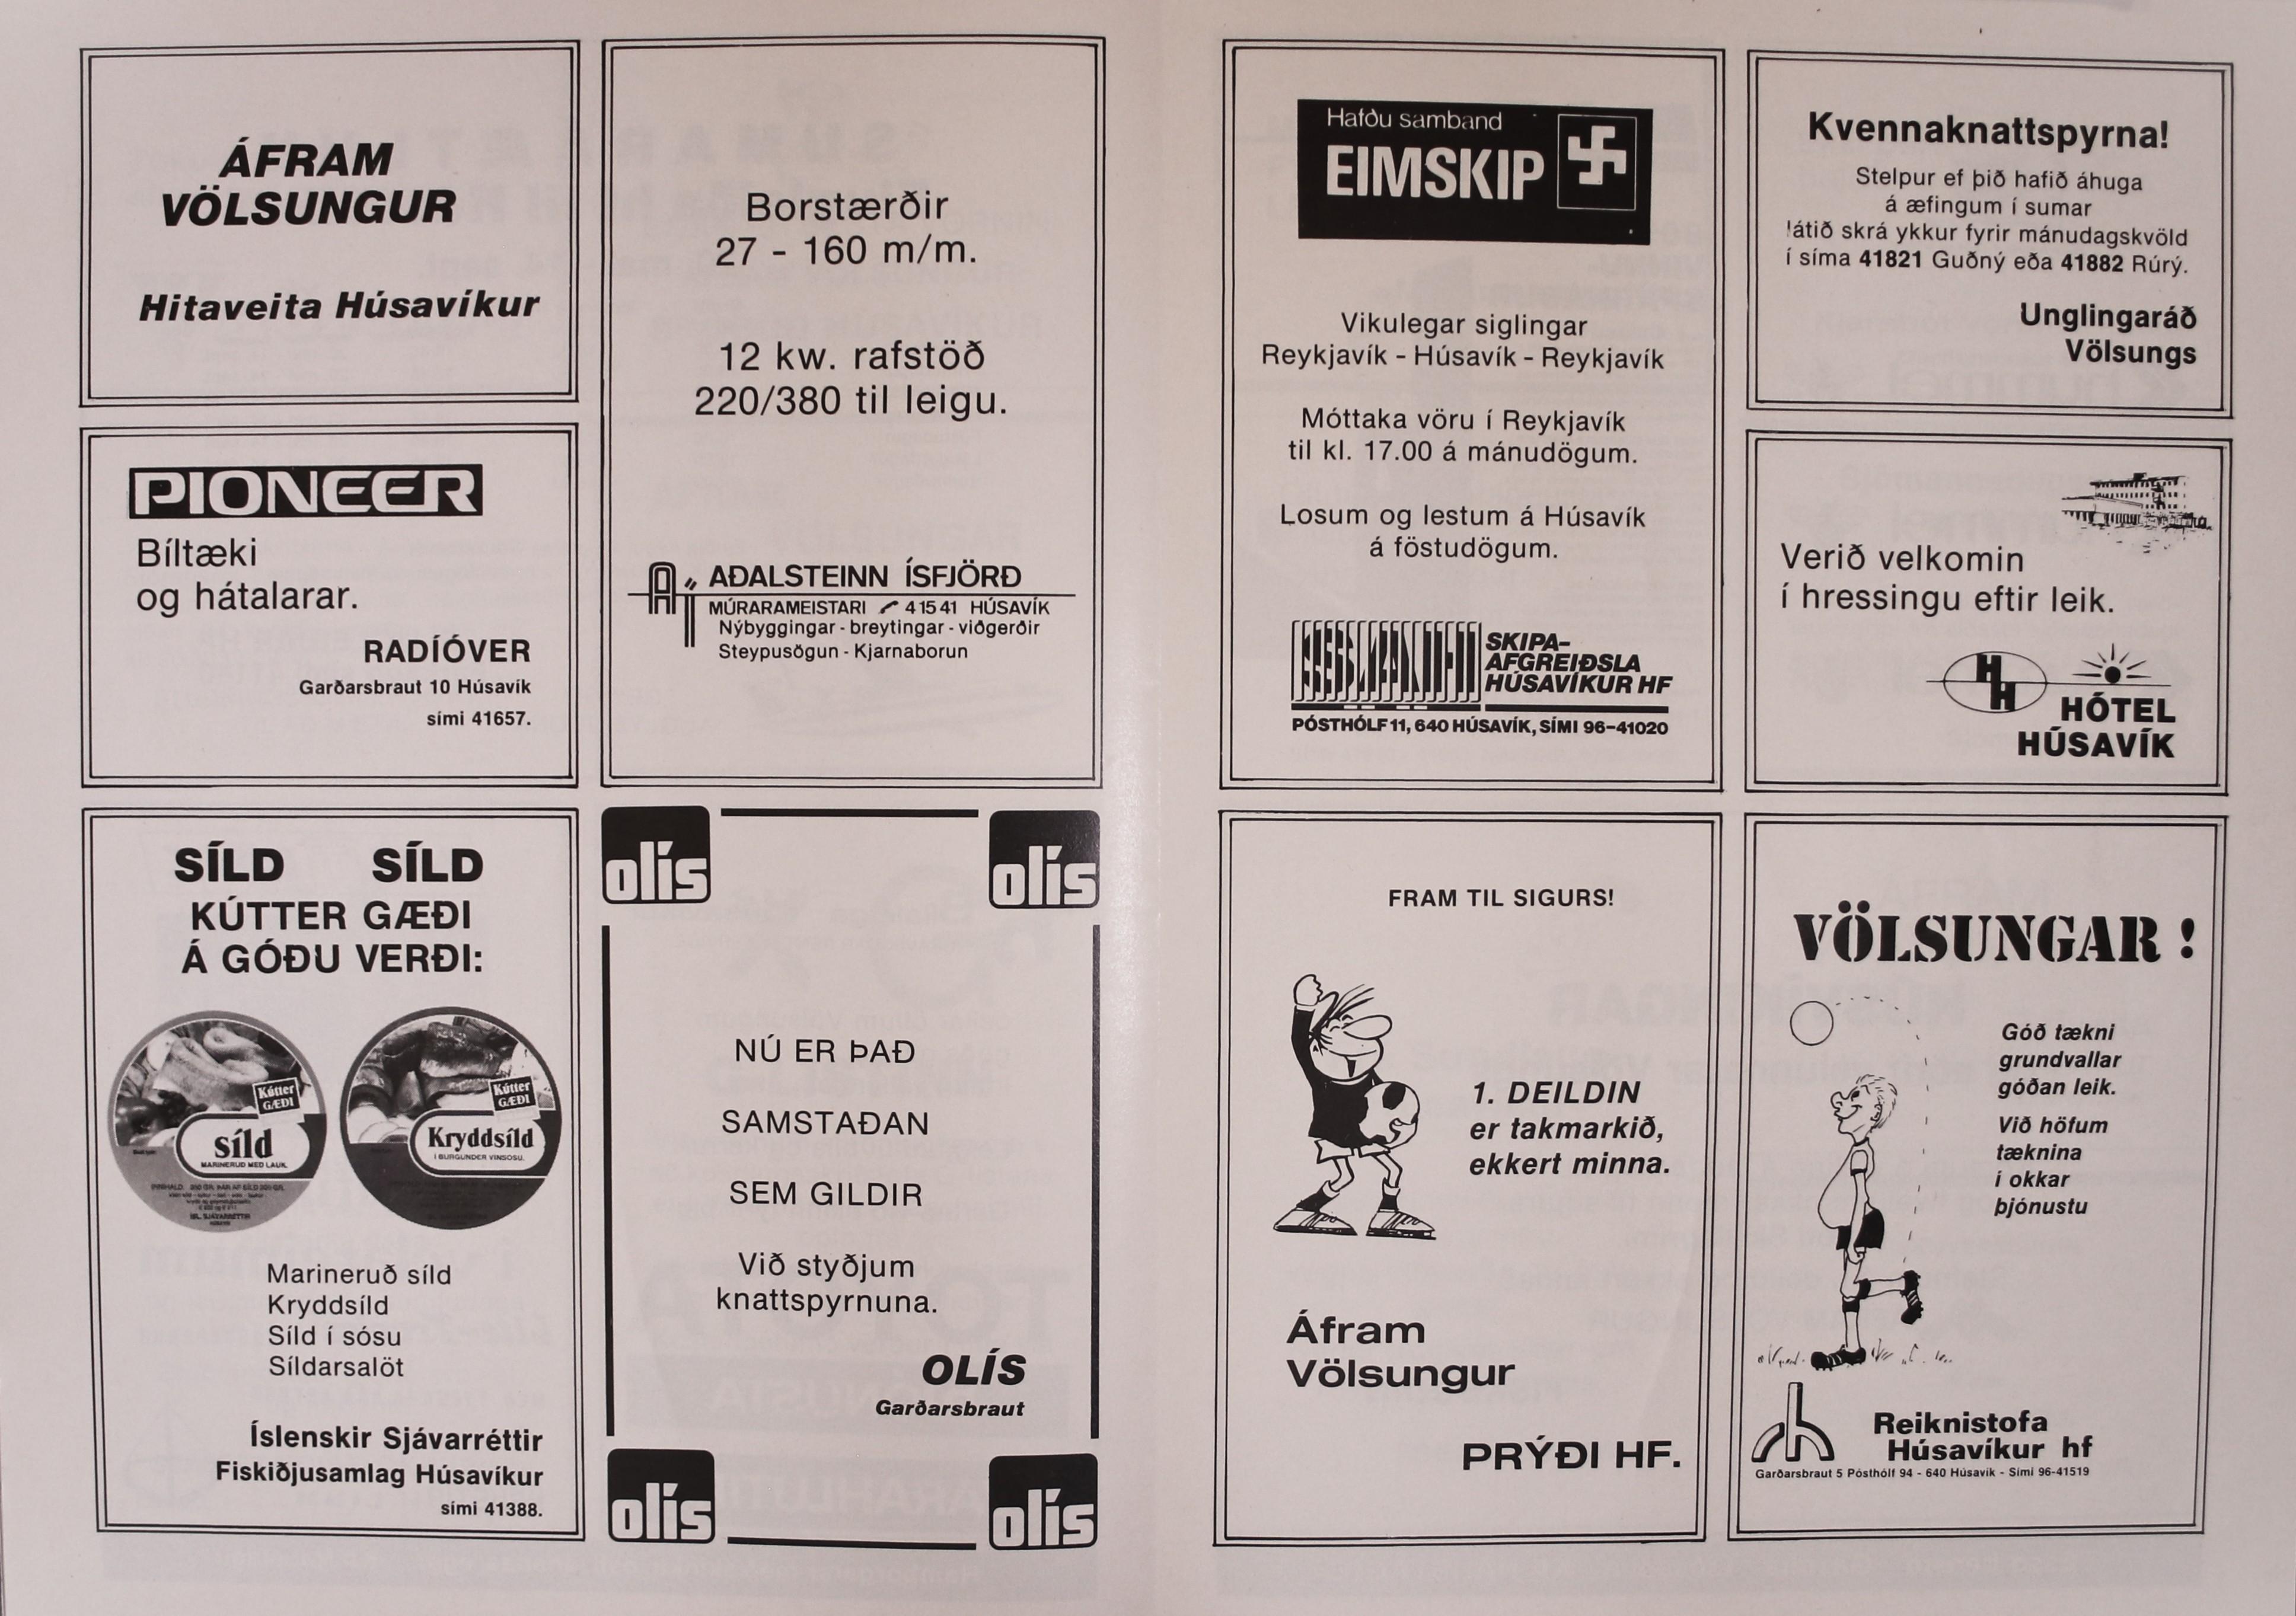 ÁFRAM
VÖLSUNGUR
Hitaveita Húsavíkur
PIONEER
Bíltæki
og hátalarar.
RADÍÓVER
Garðarsbraut 10 Húsavík
sími 41657.
SÍLD SÍLD
KÚTTER GÆÐI
Á GÓÐU VERÐI:
Kútter
GÆÐI
síld
MARINERUÐ MEÐ LAUK.
Kútter
GÆÐI
Kryddsíld
Í BURGUNDER VÍNSÓSU.
Marineruð síld
Kryddsíld
Síld í sósu
Síldarsalöt
Íslenskir Sjávarréttir
Fiskiðjusamlag Húsavíkur
sími 41388.
Borstærðir
27 - 160 m/m.
12 kw. rafstöð
220/380 til leigu.
AÐALSTEINN ÍSFJÖRÐ
MÚRARAMEISTARI 41541 HÚSAVÍK
Nýbyggingar - breytingar - viðgerðir
Steypusögun - Kjarnaborun
olís
olís
NÚ ER ÞAÐ
SAMSTAÐAN
SEM GILDIR
Við styðjum
knattspyrnuna.
OLÍS
Garðarsbraut
olís
olís
Hafðu samband
EIMSKIP
Vikulegar siglingar
Reykjavík - Húsavík - Reykjavík
Móttaka vöru í Reykjavík
til kl. 17.00 á mánudögum.
Losum og lestum á Húsavík
á föstudögum.
SKIPA-
AFGREIÐSLA
HÚSAVÍKUR HF
PÓSTHÓLF 11, 640 HÚSAVÍK, SÍMI 96-41020
FRAM TIL SIGURS!
1. DEILDIN
er takmarkið,
ekkert minna.
Áfram
Völsungur
PRÝÐI HF.
Kvennaknattspyrna!
Stelpur ef þið hafið áhuga
á æfingum í sumar
látið skrá ykkur fyrir mánudagskvöld
í síma 41821 Guðný eða 41882 Rúrý.
Unglingaráð
Völsungs
Verið velkomin
í hressingu eftir leik.
HH
HÓTEL
HÚSAVÍK
VÖLSUNGAR !
Góð tækni
grundvallar
góðan leik.
Við höfum
tæknina
í okkar
þjónustu
Reiknistofa
Húsavíkur hf
Garðarsbraut 5 Pósthólf 94 - 640 Húsavík - Sími 96-41519